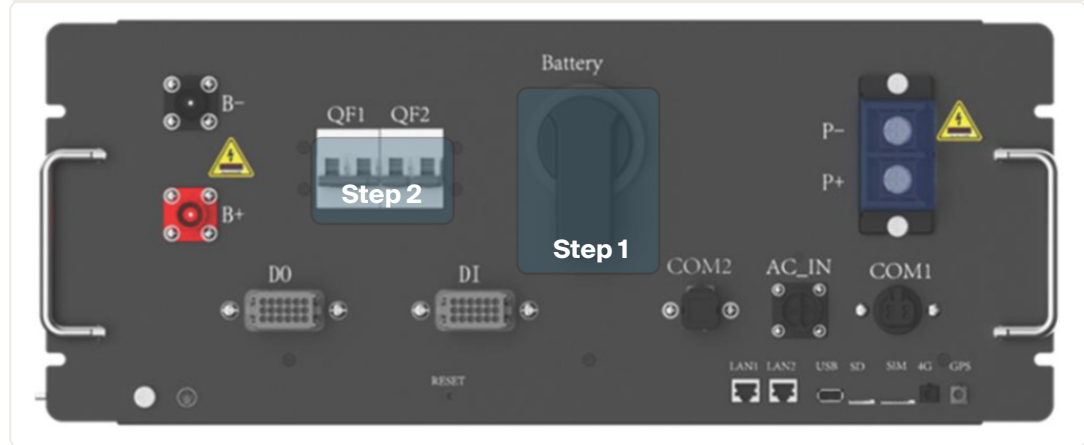 Battery
B-
QF1 QF2
P-
Step 2
P+
B+
Step 1
COM2 AC_IN COM1
DO DI
LAN1 LAN2 USB SD SIM 4G GPS
RESET